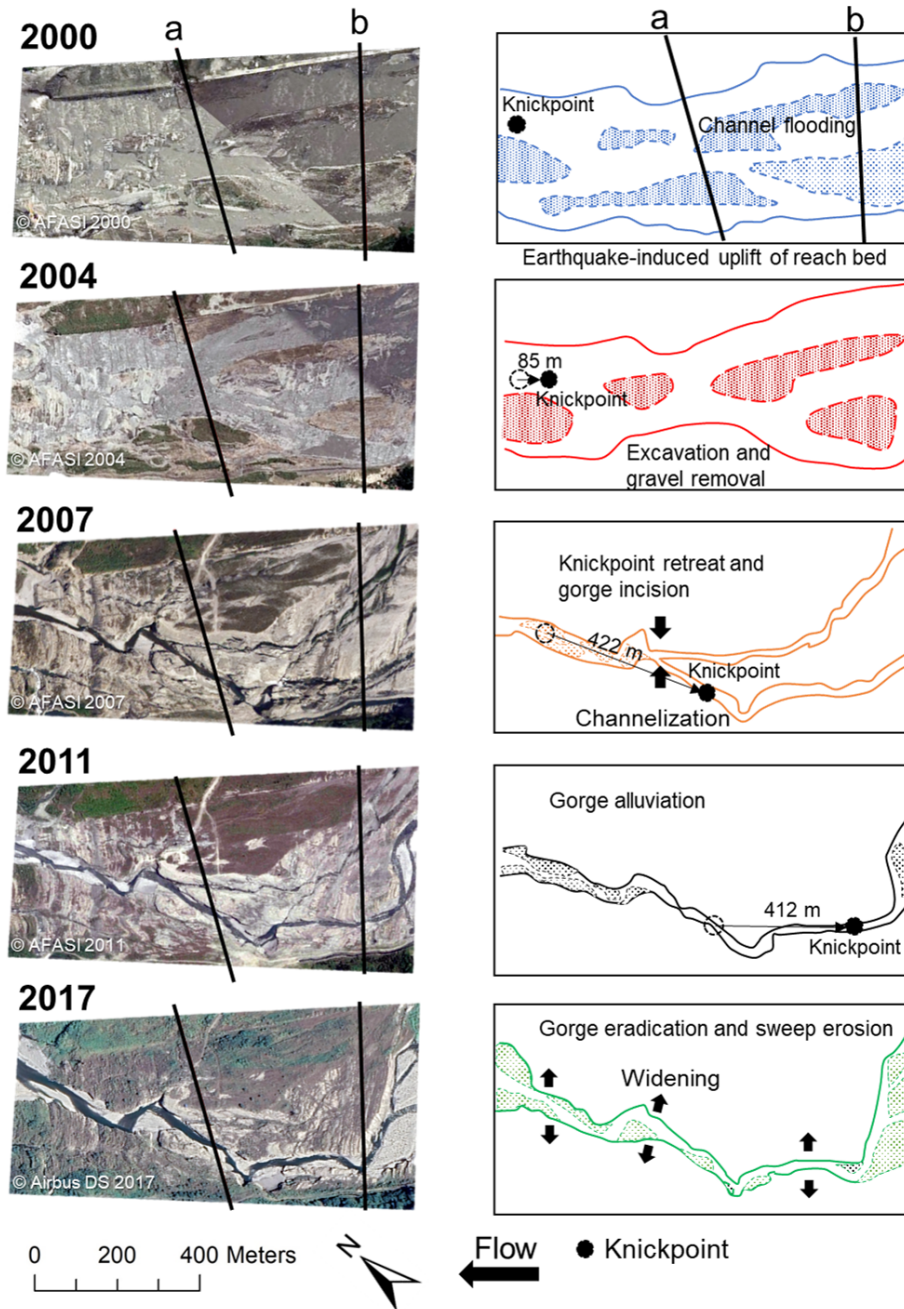 2000
a
b
© AFASI 2000
a
b
Knickpoint
Channel flooding
Earthquake-induced uplift of reach bed
2004
© AFASI 2004
85 m
Knickpoint
Excavation and
gravel removal
2007
© AFASI 2007
Knickpoint retreat and
gorge incision
422 m
Knickpoint
Channelization
2011
© AFASI 2011
Gorge alluviation
412 m
Knickpoint
2017
© Airbus DS 2017
Gorge eradication and sweep erosion
Widening
0 200 400 Meters
N
Flow
Knickpoint